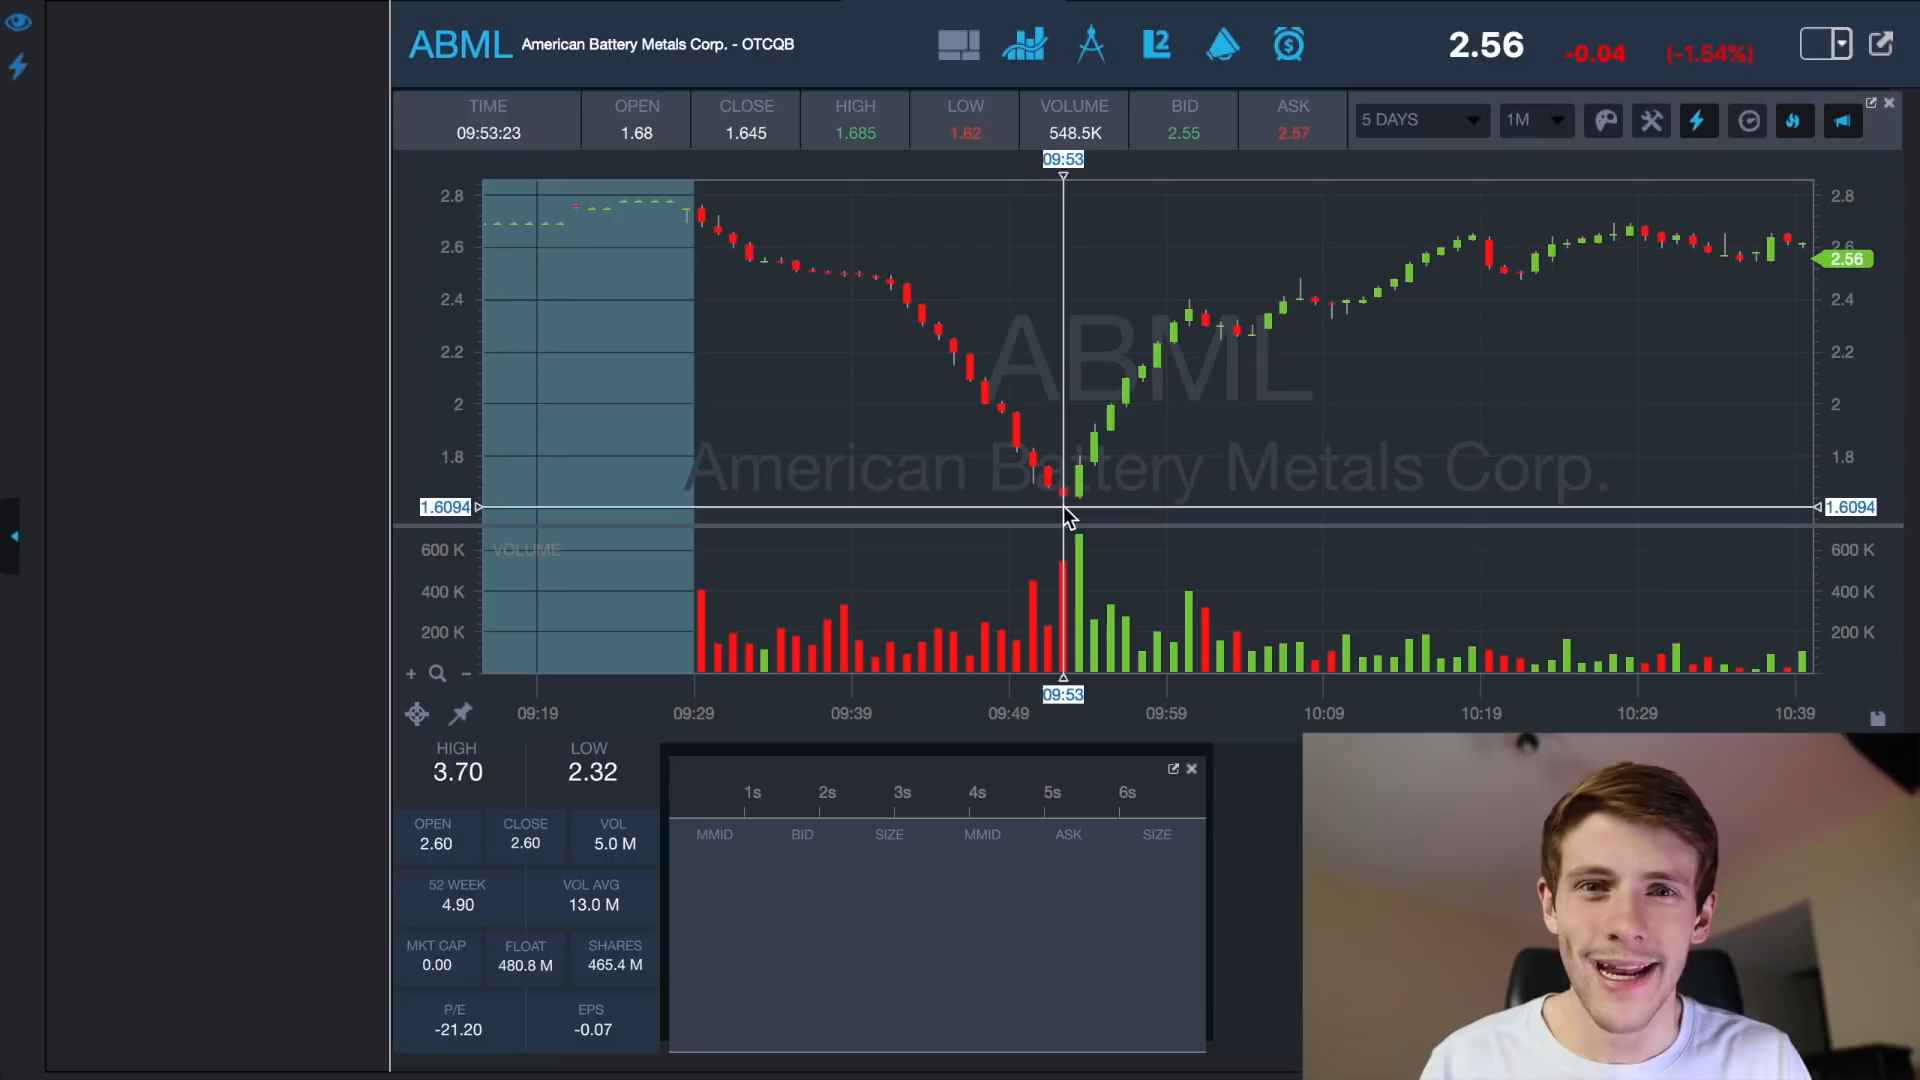 ABML American Battery Metals Corp. - OTCQB
L2
2.56 -0.04 (-1.54%)
TIME OPEN CLOSE HIGH LOW VOLUME BID ASK
09:53:23 1.68 1.645 1.685 1.62 548.5K 2.55 2.57
5 DAYS 1M
09:53
2.8 2.8
2.6 2.6
2.56
2.4 2.4
2.2 2.2
2 2
1.8 1.8
ABML
American Battery Metals Corp.
1.6094 1.6094
600 K VOLUME 600 K
400 K 400 K
200 K 200 K
+ -
09:53
09:19 09:29 09:39 09:49 09:59 10:09 10:19 10:29 10:39
HIGH LOW
3.70 2.32
OPEN CLOSE VOL
2.60 2.60 5.0 M
52 WEEK VOL AVG
4.90 13.0 M
MKT CAP FLOAT SHARES
0.00 480.8 M 465.4 M
P/E EPS
-21.20 -0.07
1s 2s 3s 4s 5s 6s
MMID BID SIZE MMID ASK SIZE